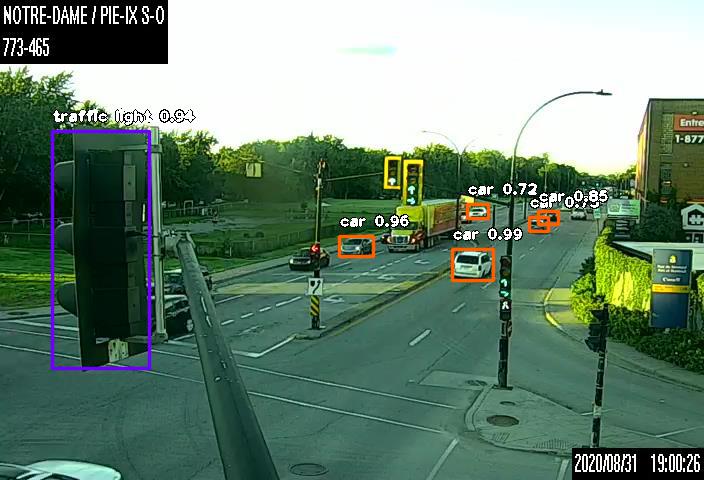 NOTRE-DAME / PIE-IX S-O
773-465
traffic light 0.94
car 0.72
car 0.85
car 0.96
car 0.99
Entre
1-877
Canada
2020/08/31 19:00:26